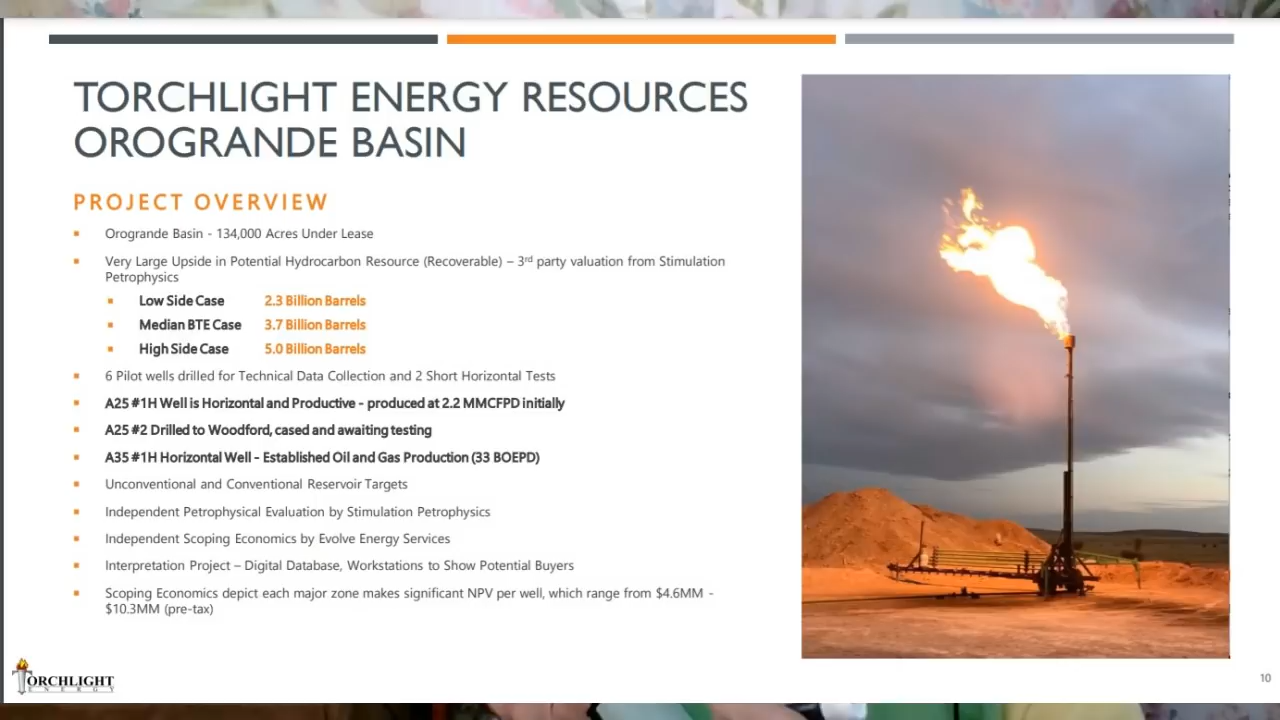 TORCHLIGHT ENERGY RESOURCES
OROGRANDE BASIN
PROJECT OVERVIEW
Orogrande Basin - 134,000 Acres Under Lease
Very Large Upside in Potential Hydrocarbon Resource (Recoverable) – 3rd party valuation from Stimulation
Petrophysics
Low Side Case 2.3 Billion Barrels
Median BTE Case 3.7 Billion Barrels
High Side Case 5.0 Billion Barrels
6 Pilot wells drilled for Technical Data Collection and 2 Short Horizontal Tests
A25 #1H Well is Horizontal and Productive - produced at 2.2 MMCFPD initially
A25 #2 Drilled to Woodford, cased and awaiting testing
A35 #1H Horizontal Well - Established Oil and Gas Production (33 BOEPD)
Unconventional and Conventional Reservoir Targets
Independent Petrophysical Evaluation by Stimulation Petrophysics
Independent Scoping Economics by Evolve Energy Services
Interpretation Project – Digital Database, Workstations to Show Potential Buyers
Scoping Economics depict each major zone makes significant NPV per well, which range from $4.6MM -
$10.3MM (pre-tax)
TORCHLIGHT
ENERGY
10